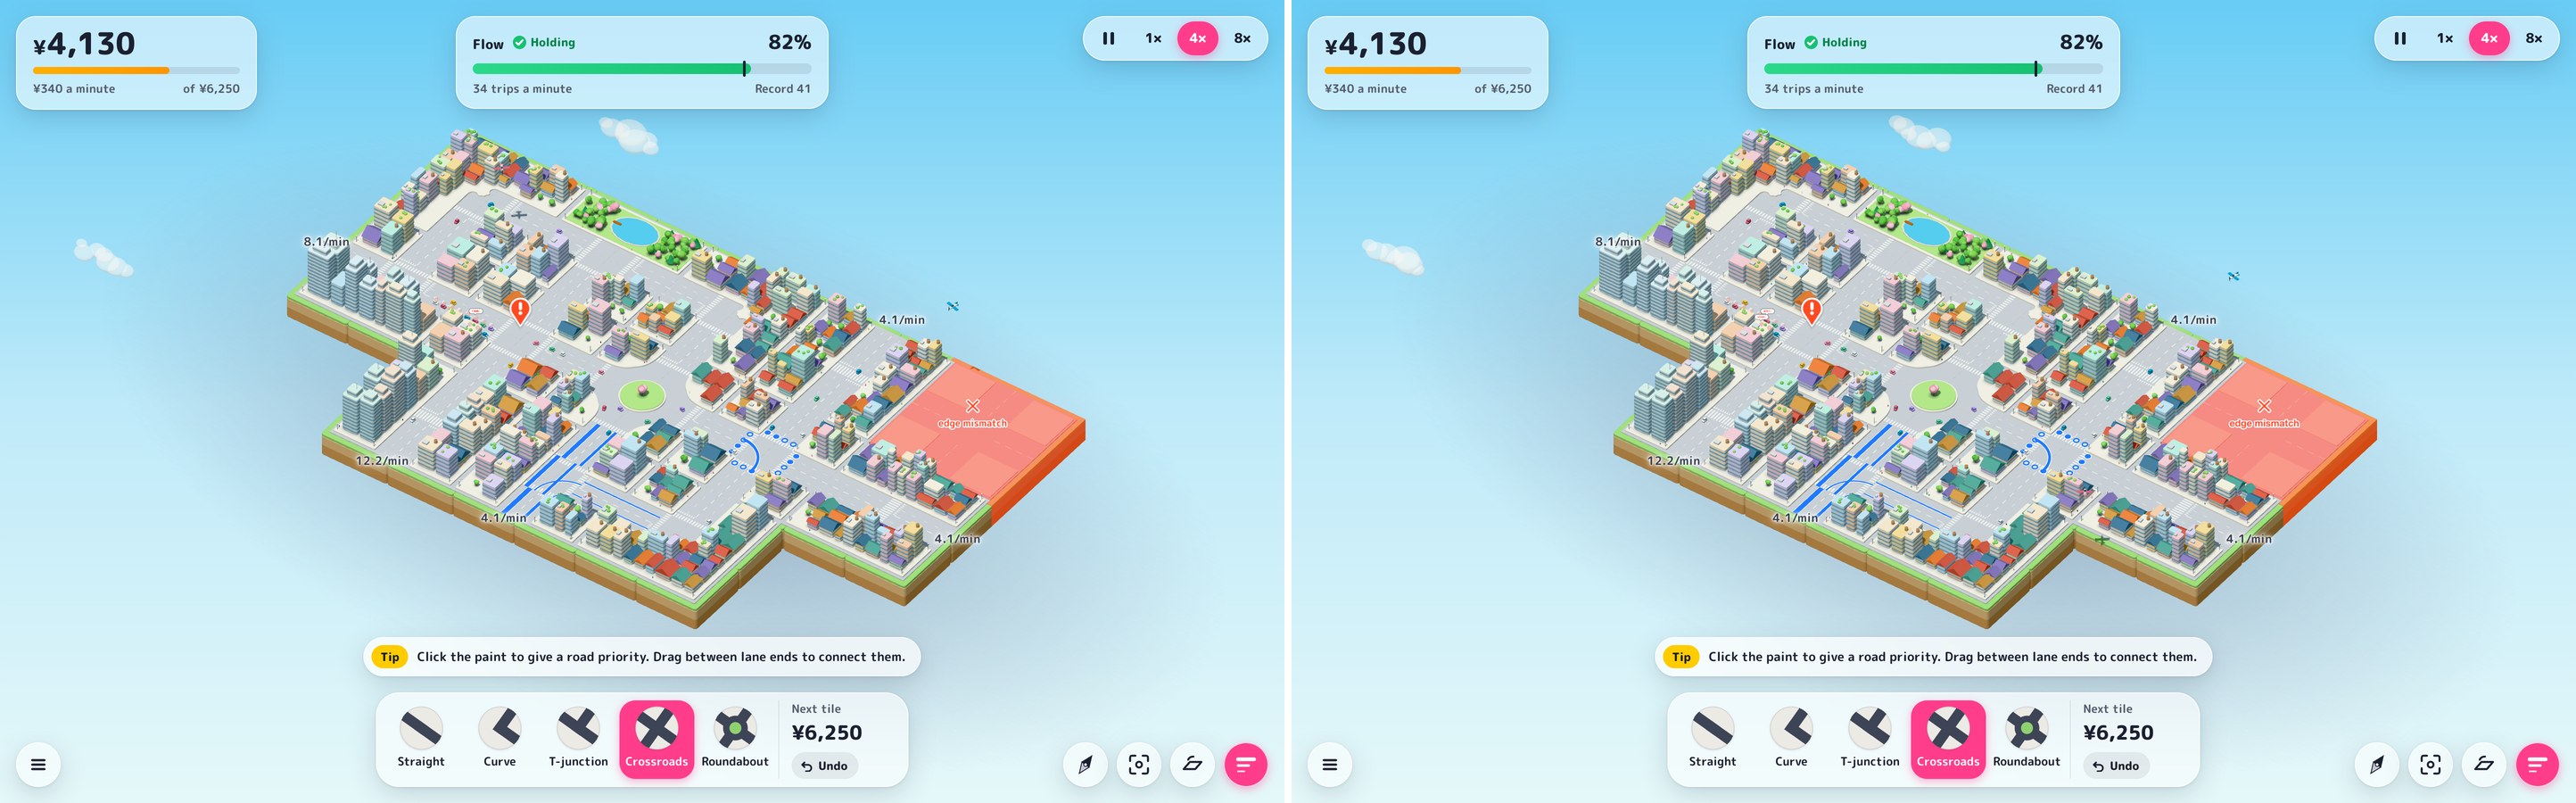 ¥4,130
¥340 a minute
of ¥6,250
Flow
Holding
82%
34 trips a minute
Record 41
1×
4×
8×
8.1/min
4.1/min
edge mismatch
12.2/min
4.1/min
4.1/min
Tip
Click the paint to give a road priority. Drag between lane ends to connect them.
Straight
Curve
T-junction
Crossroads
Roundabout
Next tile
¥6,250
Undo
¥4,130
¥340 a minute
of ¥6,250
Flow
Holding
82%
34 trips a minute
Record 41
1×
4×
8×
8.1/min
4.1/min
edge mismatch
12.2/min
4.1/min
4.1/min
Tip
Click the paint to give a road priority. Drag between lane ends to connect them.
Straight
Curve
T-junction
Crossroads
Roundabout
Next tile
¥6,250
Undo